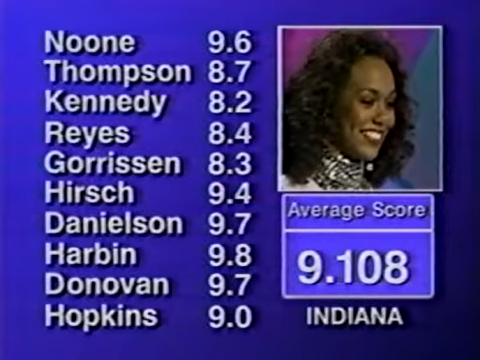 Noone 9.6
Thompson 8.7
Kennedy 8.2
Reyes 8.4
Gorrissen 8.3
Hirsch 9.4
Danielson 9.7
Harbin 9.8
Donovan 9.7
Hopkins 9.0
Average Score
9.108
INDIANA